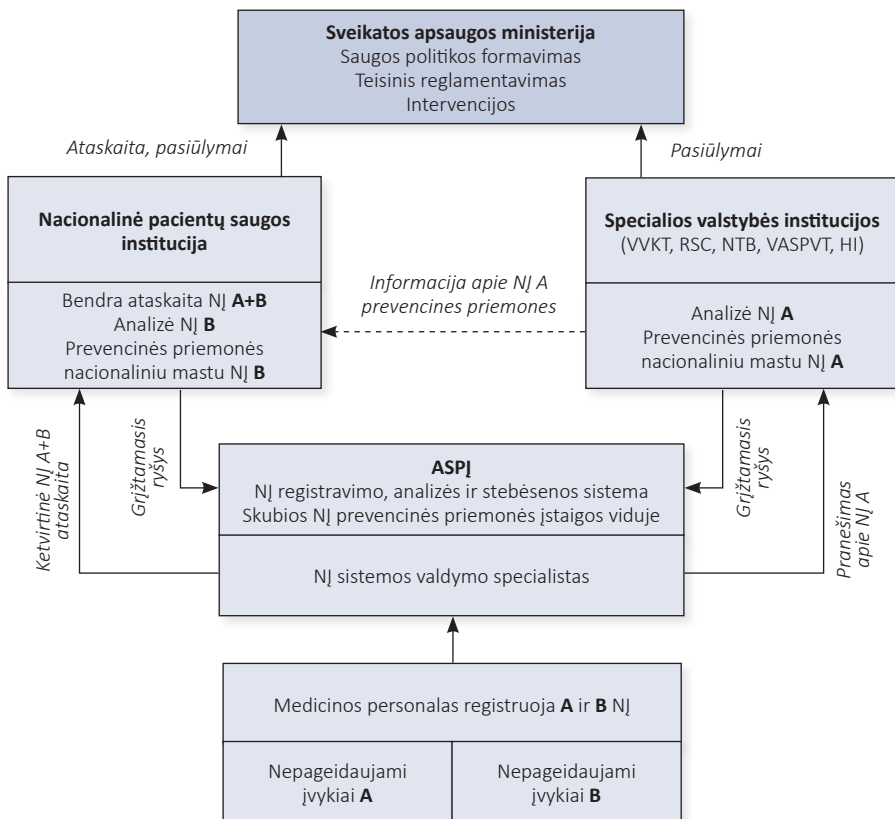 Sveikatos apsaugos ministerija
Saugos politikos formavimas
Teisinis reglamentavimas
Intervencijos
Ataskaita, pasiūlymai
Pasiūlymai
Nacionalinė pacientų saugos
institucija
Specialios valstybės institucijos
(VVKT, RSC, NTB, VASPVT, HI)
Informacija apie NĮ A
prevencines priemones
Bendra ataskaita NĮ A+B
Analizė NĮ B
Prevencinės priemonės
nacionaliniu mastu NĮ B
Analizė NĮ A
Prevencinės priemonės
nacionaliniu mastu NĮ A
Ketvirtinė NĮ A+B
ataskaita
Grįžtamasis
ryšys
ASPĮ
NĮ registravimo, analizės ir stebėsenos sistema
Skubios NĮ prevencinės priemonės įstaigos viduje
NĮ sistemos valdymo specialistas
Grįžtamasis
ryšys
Pranešimas
apie NĮ A
Medicinos personalas registruoja A ir B NĮ
Nepageidaujami
įvykiai A
Nepageidaujami
įvykiai B